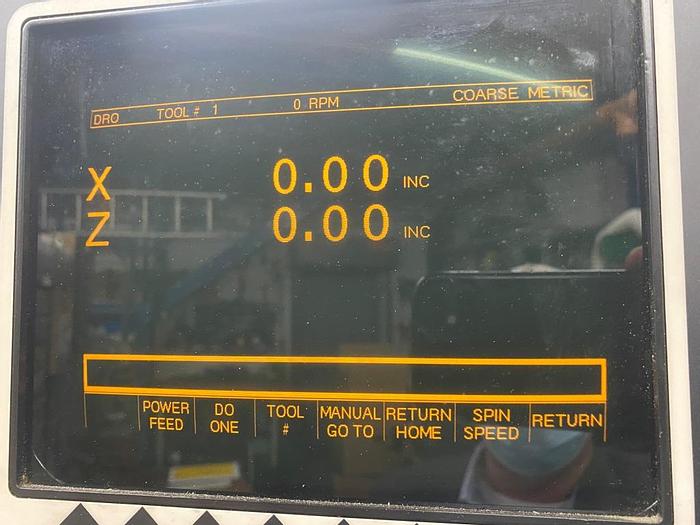 DRO TOOL # 1 0 RPM COARSE METRIC
X 0.00 INC
Z 0.00 INC
POWER FEED DO ONE TOOL # MANUAL GO TO RETURN HOME SPIN SPEED RETURN